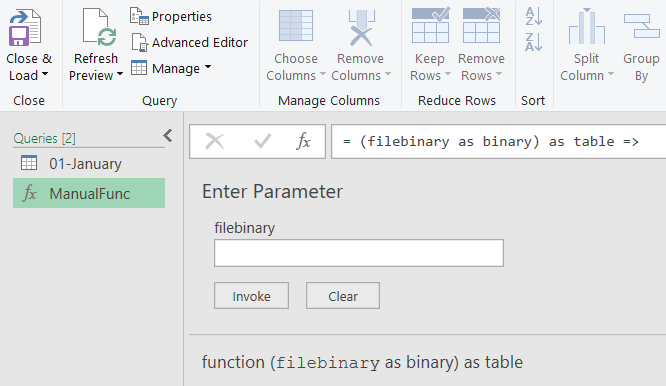 Close & Load
Refresh Preview
Properties
Advanced Editor
Manage
Choose Columns
Remove Columns
Keep Rows
Remove Rows
A
Z
Z
A
Split Column
Group By
Close
Query
Manage Columns
Reduce Rows
Sort
Queries [2]
01-January
fx ManualFunc
fx = (filebinary as binary) as table =>
Enter Parameter
filebinary
Invoke
Clear
function (filebinary as binary) as table